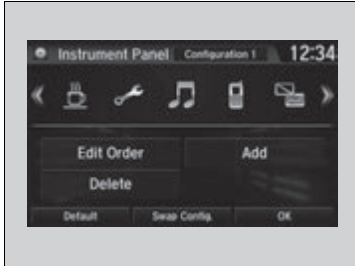 Instrument Panel Configuration 1 12:34
Edit Order Add
Delete
Default Swap Config. OK